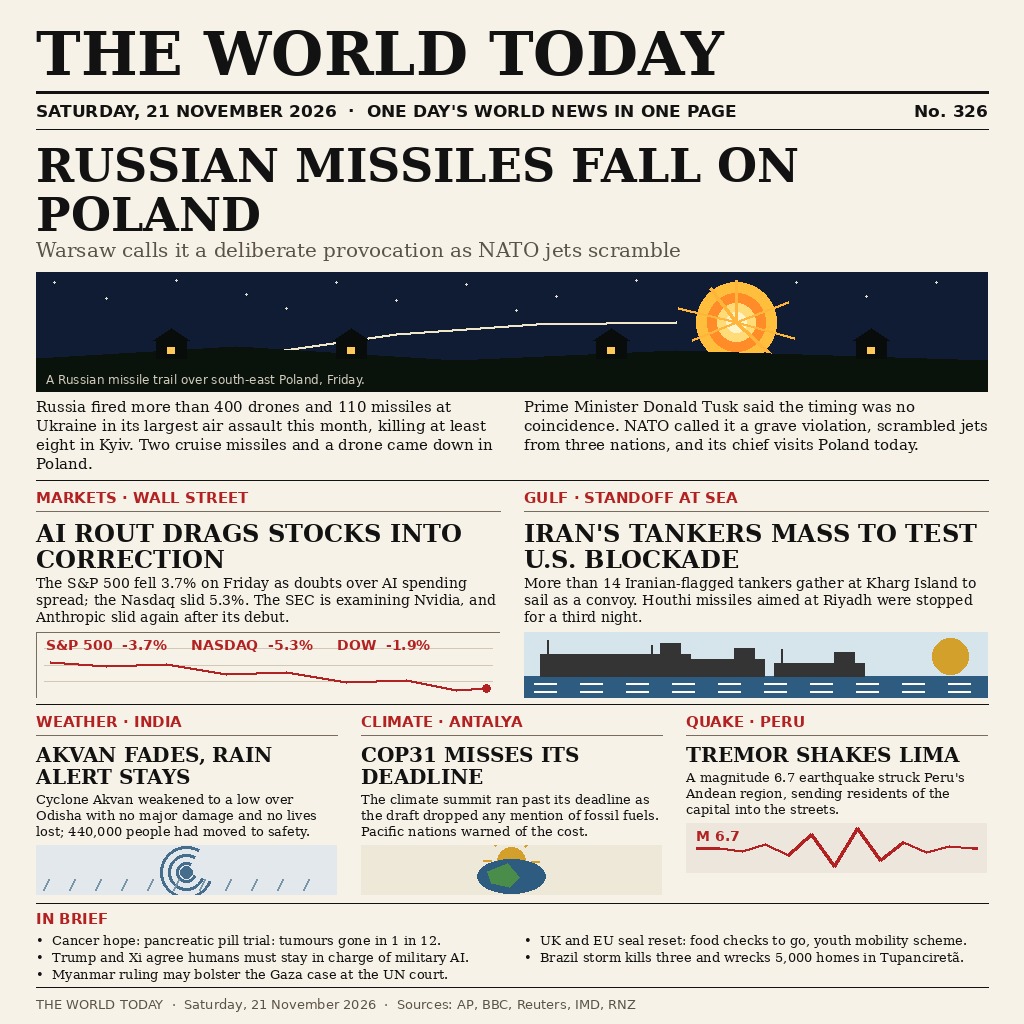 THE WORLD TODAY
SATURDAY, 21 NOVEMBER 2026 · ONE DAY'S WORLD NEWS IN ONE PAGE
No. 326
RUSSIAN MISSILES FALL ON
POLAND
Warsaw calls it a deliberate provocation as NATO jets scramble
A Russian missile trail over south-east Poland, Friday.
Russia fired more than 400 drones and 110 missiles at
Ukraine in its largest air assault this month, killing at least
eight in Kyiv. Two cruise missiles and a drone came down in
Poland.
Prime Minister Donald Tusk said the timing was no
coincidence. NATO called it a grave violation, scrambled jets
from three nations, and its chief visits Poland today.
MARKETS · WALL STREET
AI ROUT DRAGS STOCKS INTO
CORRECTION
The S&P 500 fell 3.7% on Friday as doubts over AI spending
spread; the Nasdaq slid 5.3%. The SEC is examining Nvidia, and
Anthropic slid again after its debut.
S&P 500 -3.7% NASDAQ -5.3% DOW -1.9%
GULF · STANDOFF AT SEA
IRAN'S TANKERS MASS TO TEST
U.S. BLOCKADE
More than 14 Iranian-flagged tankers gather at Kharg Island to
sail as a convoy. Houthi missiles aimed at Riyadh were stopped
for a third night.
WEATHER · INDIA
AKVAN FADES, RAIN
ALERT STAYS
Cyclone Akvan weakened to a low over
Odisha with no major damage and no lives
lost; 440,000 people had moved to safety.
CLIMATE · ANTALYA
COP31 MISSES ITS
DEADLINE
The climate summit ran past its deadline as
the draft dropped any mention of fossil fuels.
Pacific nations warned of the cost.
QUAKE · PERU
TREMOR SHAKES LIMA
A magnitude 6.7 earthquake struck Peru's
Andean region, sending residents of the
capital into the streets.
M 6.7
IN BRIEF
• Cancer hope: pancreatic pill trial: tumours gone in 1 in 12.
• Trump and Xi agree humans must stay in charge of military AI.
• Myanmar ruling may bolster the Gaza case at the UN court.
• UK and EU seal reset: food checks to go, youth mobility scheme.
• Brazil storm kills three and wrecks 5,000 homes in Tupanciretã.
THE WORLD TODAY · Saturday, 21 November 2026 · Sources: AP, BBC, Reuters, IMD, RNZ